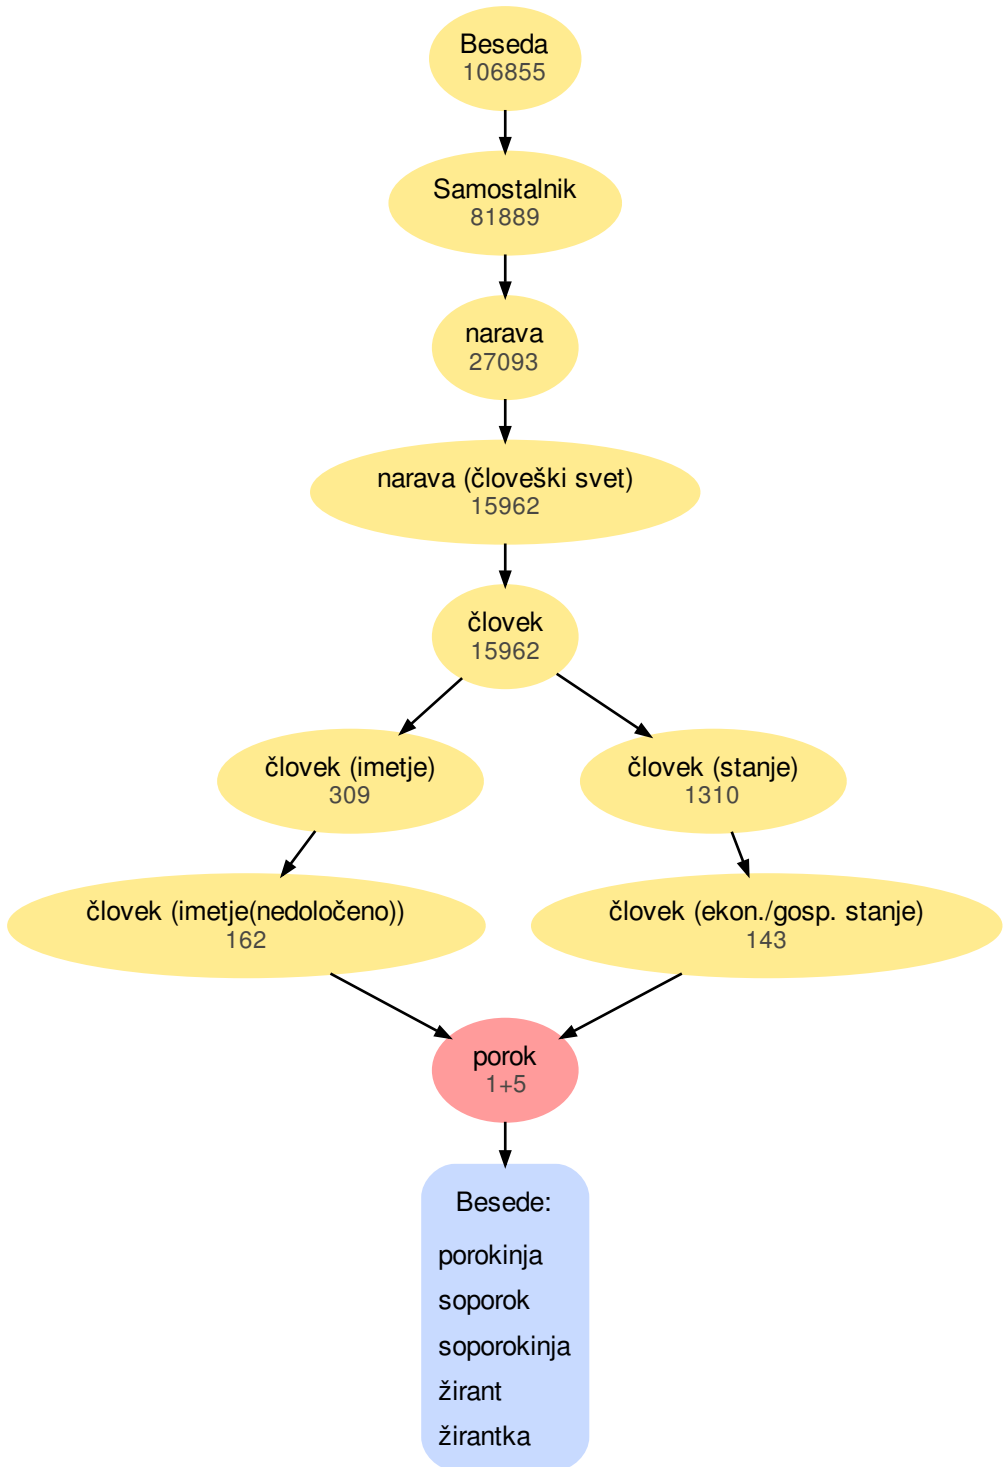 Beseda
106855
Samostalnik
81889
narava
27093
narava (človeški svet)
15962
človek
15962
človek (imetje)
309
človek (stanje)
1310
človek (imetje(nedoločeno))
162
človek (ekon./gosp. stanje)
143
porok
1+5
Besede:
porokinja
soporok
soporokinja
žirant
žirantka